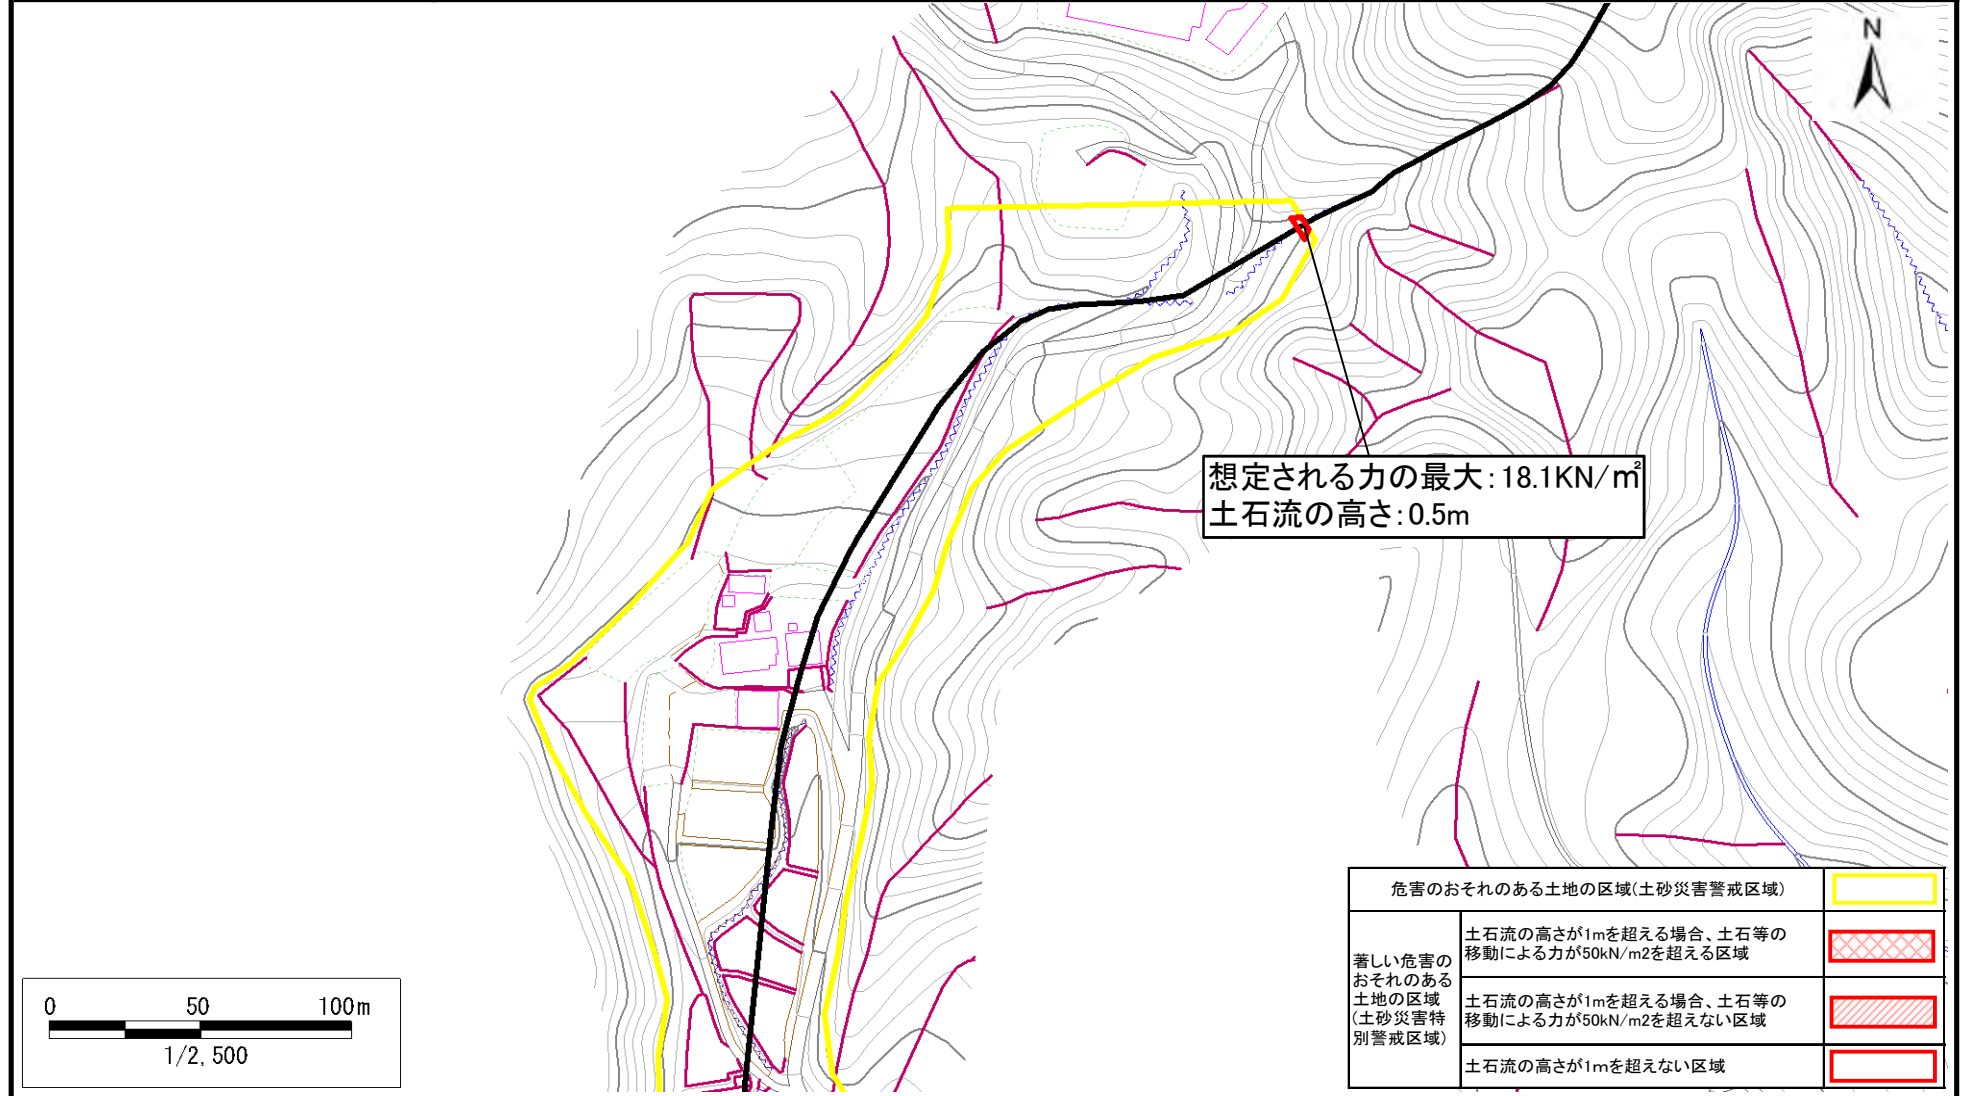 N
想定される力の最大：18.1KN/㎡
土石流の高さ：0.5m
危害のおそれのある土地の区域(土砂災害警戒区域)
著しい危害の
おそれのある
土地の区域
(土砂災害特
別警戒区域)
土石流の高さが1mを超える場合、土石等の
移動による力が50kN/m2を超える区域
土石流の高さが1mを超える場合、土石等の
移動による力が50kN/m2を超えない区域
土石流の高さが1mを超えない区域
0 50 100m
1/2,500